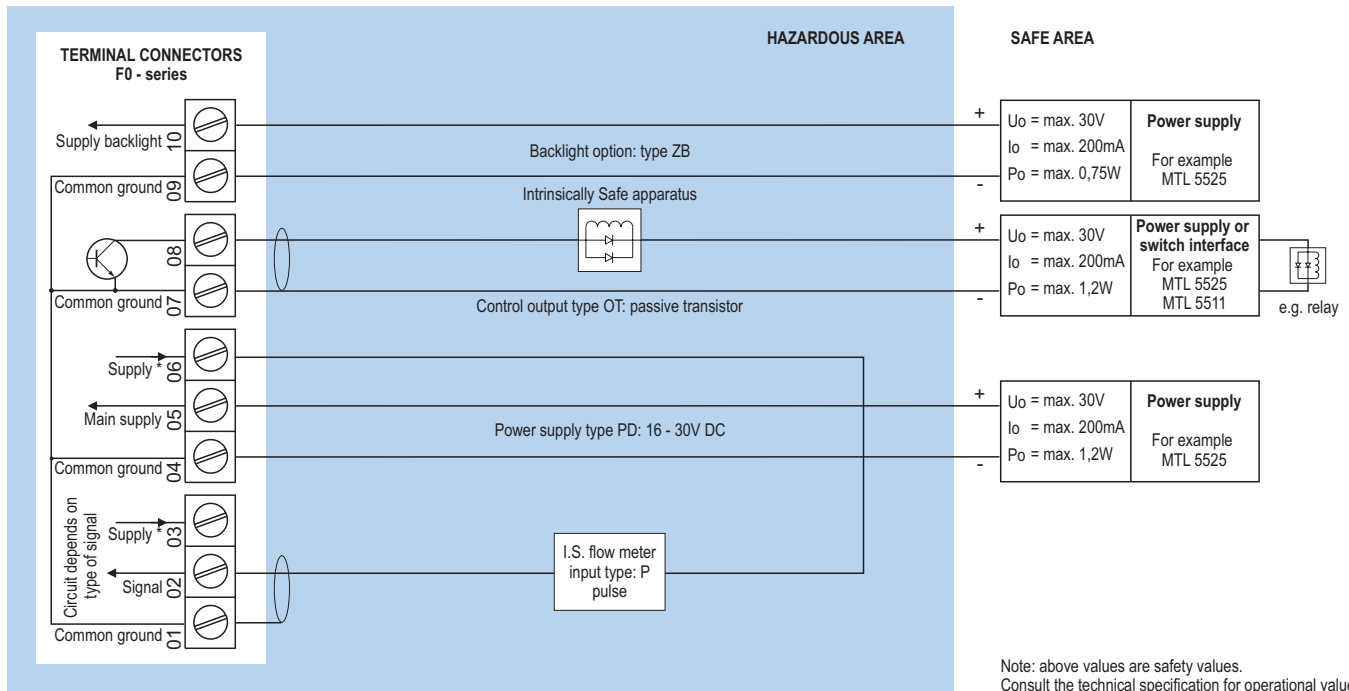 HAZARDOUS AREA
SAFE AREA
TERMINAL CONNECTORS
F0 - series
Supply backlight
10
Common ground
09
08
Common ground
07
Supply *
06
Main supply
05
Common ground
04
Circuit depends on
type of signal
Supply *
03
Signal
02
Common ground
01
Backlight option: type ZB
Intrinsically Safe apparatus
Control output type OT: passive transistor
Power supply type PD: 16 - 30V DC
I.S. flow meter
input type: P
pulse
+
-
Uo = max. 30V
Io = max. 200mA
Po = max. 0,75W
Power supply
For example
MTL 5525
+
-
Uo = max. 30V
Io = max. 200mA
Po = max. 1,2W
Power supply or
switch interface
For example
MTL 5525
MTL 5511
e.g. relay
+
-
Uo = max. 30V
Io = max. 200mA
Po = max. 1,2W
Power supply
For example
MTL 5525
Note: above values are safety values.
Consult the technical specification for operational value